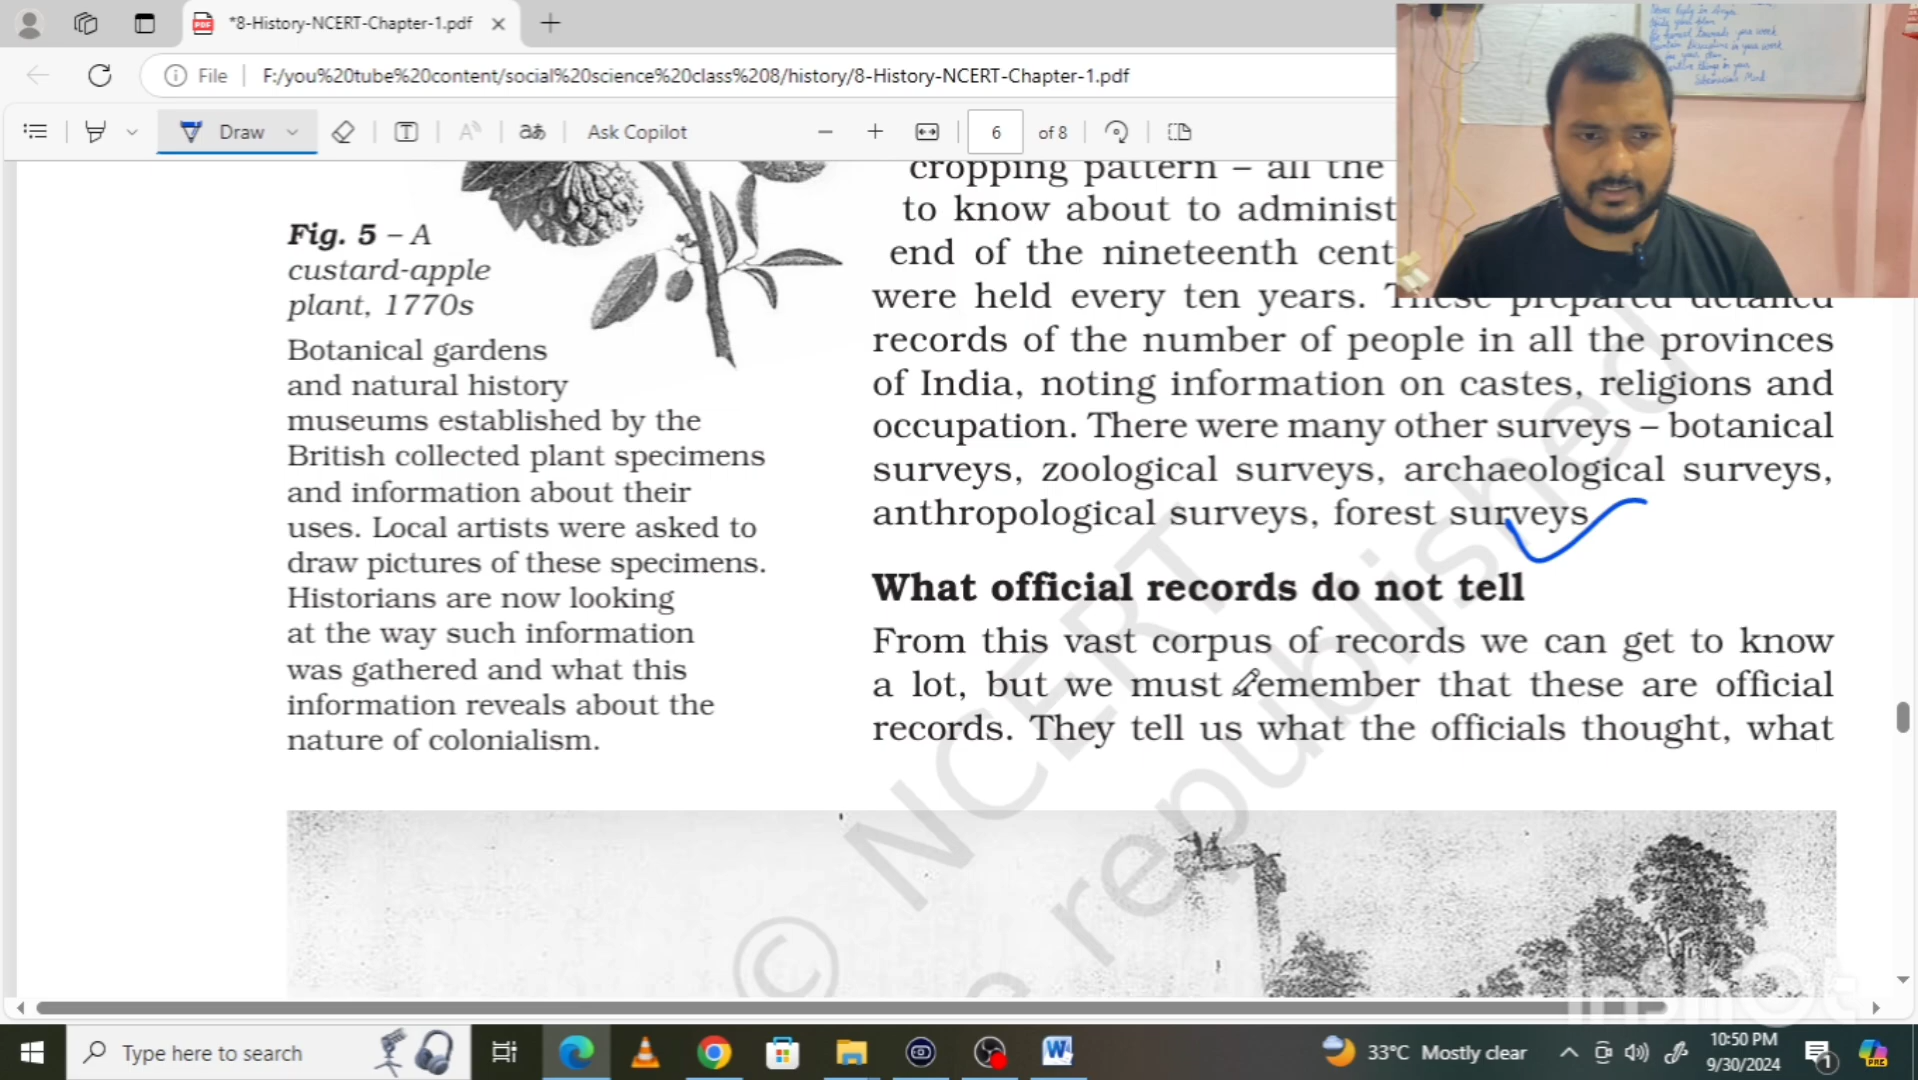 *8-History-NCERT-Chapter-1.pdf
File
F:/you%20tube%20content/social%20science%20class%208/history/8-History-NCERT-Chapter-1.pdf
Draw
Ask Copilot
6 of 8
Fig. 5 – A
custard-apple
plant, 1770s
Botanical gardens
and natural history
museums established by the
British collected plant specimens
and information about their
uses. Local artists were asked to
draw pictures of these specimens.
Historians are now looking
at the way such information
was gathered and what this
information reveals about the
nature of colonialism.
cropping pattern – all the
to know about to administ
end of the nineteenth cent
were held every ten years. These prepared detailed
records of the number of people in all the provinces
of India, noting information on castes, religions and
occupation. There were many other surveys – botanical
surveys, zoological surveys, archaeological surveys,
anthropological surveys, forest surveys
What official records do not tell
From this vast corpus of records we can get to know
a lot, but we must remember that these are official
records. They tell us what the officials thought, what
© NCERT
republished
InShot
Type here to search
33°C Mostly clear
10:50 PM
9/30/2024
1